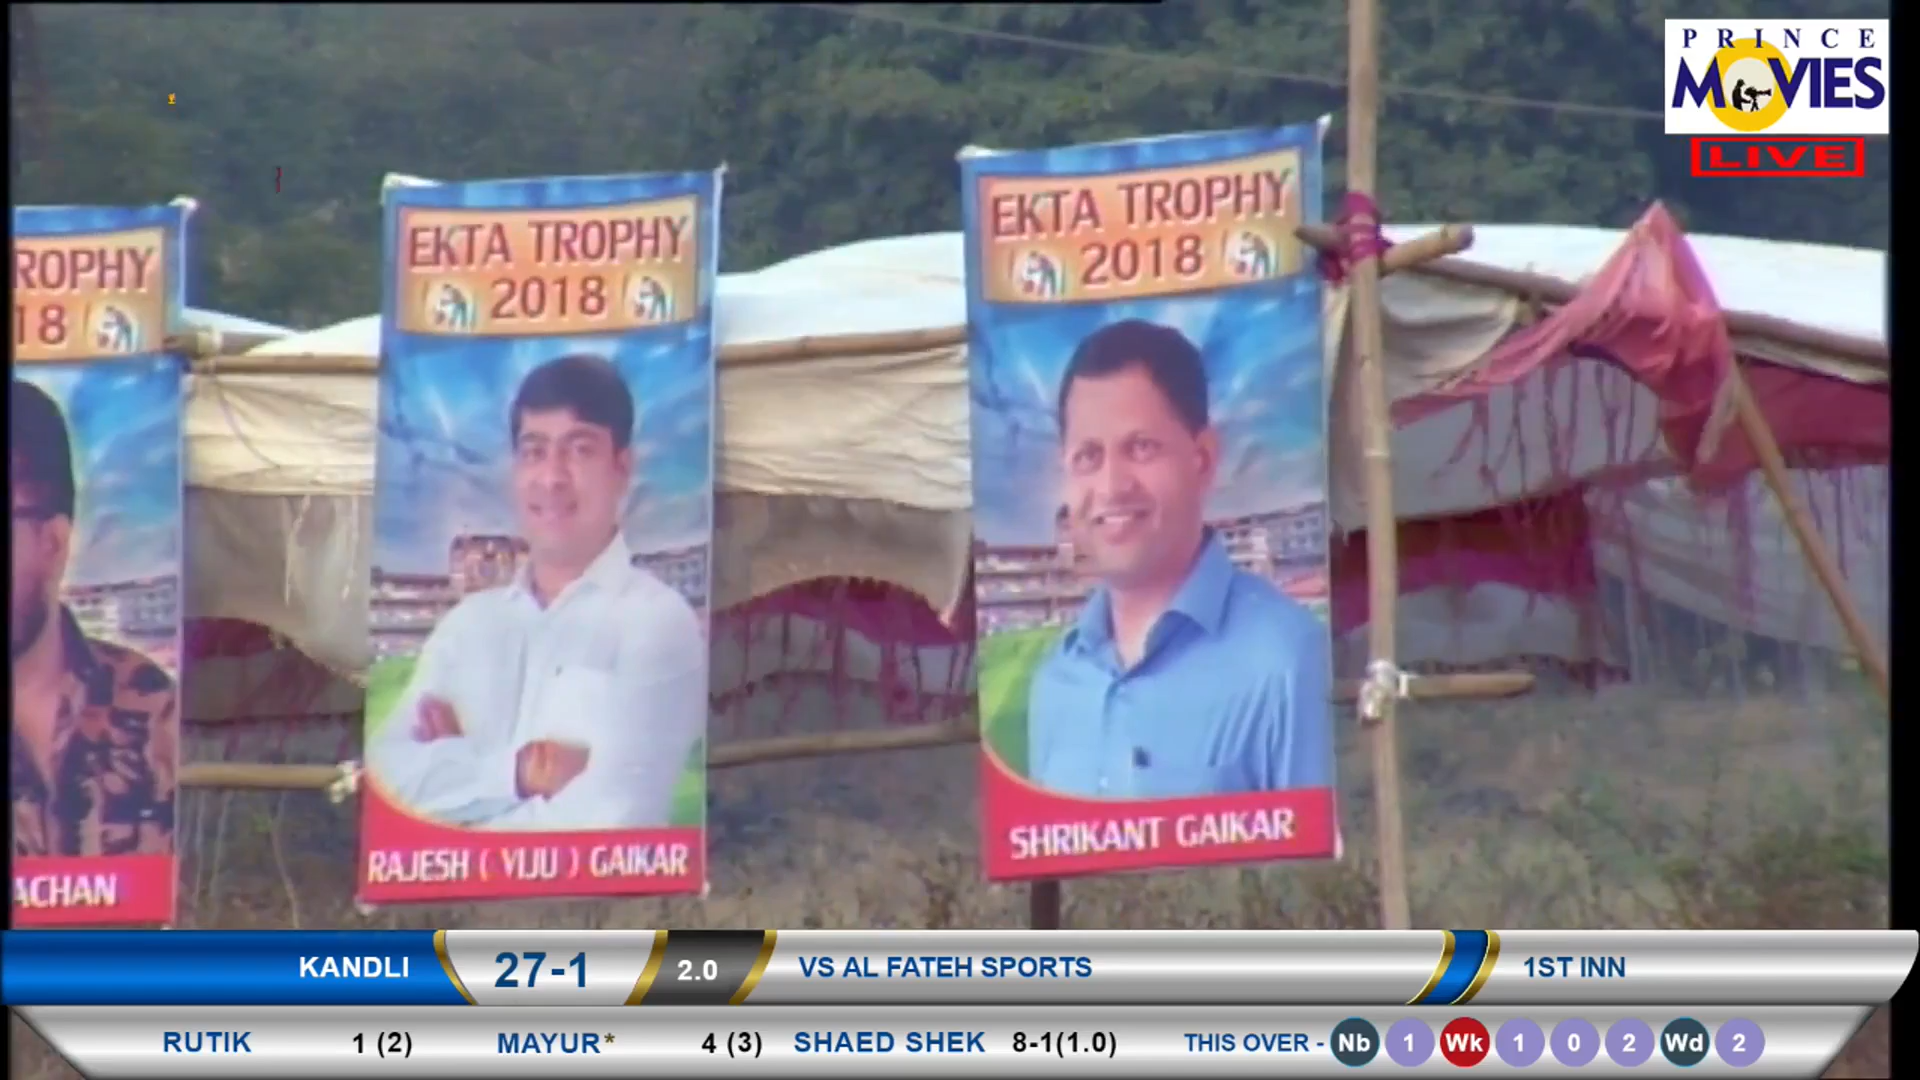 PRINCE
MOVIES
LIVE
ROPHY
18
ACHAN
EKTA TROPHY
2018
RAJESH ( VIJU ) GAIKAR
EKTA TROPHY
2018
SHRIKANT GAIKAR
KANDLI 27-1 2.0 VS AL FATEH SPORTS 1ST INN
RUTIK 1 (2) MAYUR* 4 (3) SHAED SHEK 8-1(1.0) THIS OVER - Nb 1 Wk 1 0 2 Wd 2